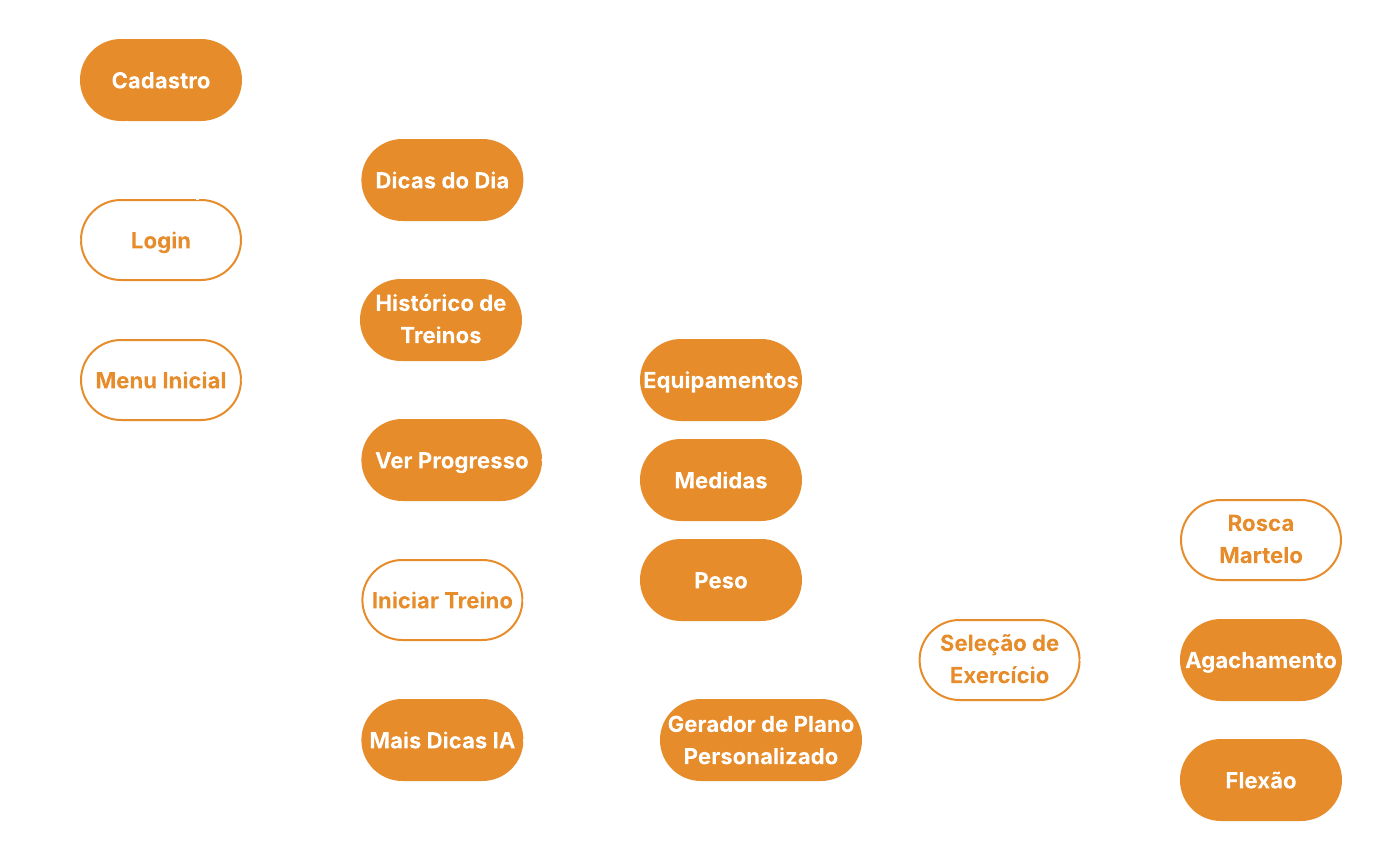 Cadastro
Login
Menu Inicial
Dicas do Dia
Histórico de
Treinos
Ver Progresso
Iniciar Treino
Mais Dicas IA
Equipamentos
Medidas
Peso
Gerador de Plano
Personalizado
Seleção de
Exercício
Rosca
Martelo
Agachamento
Flexão